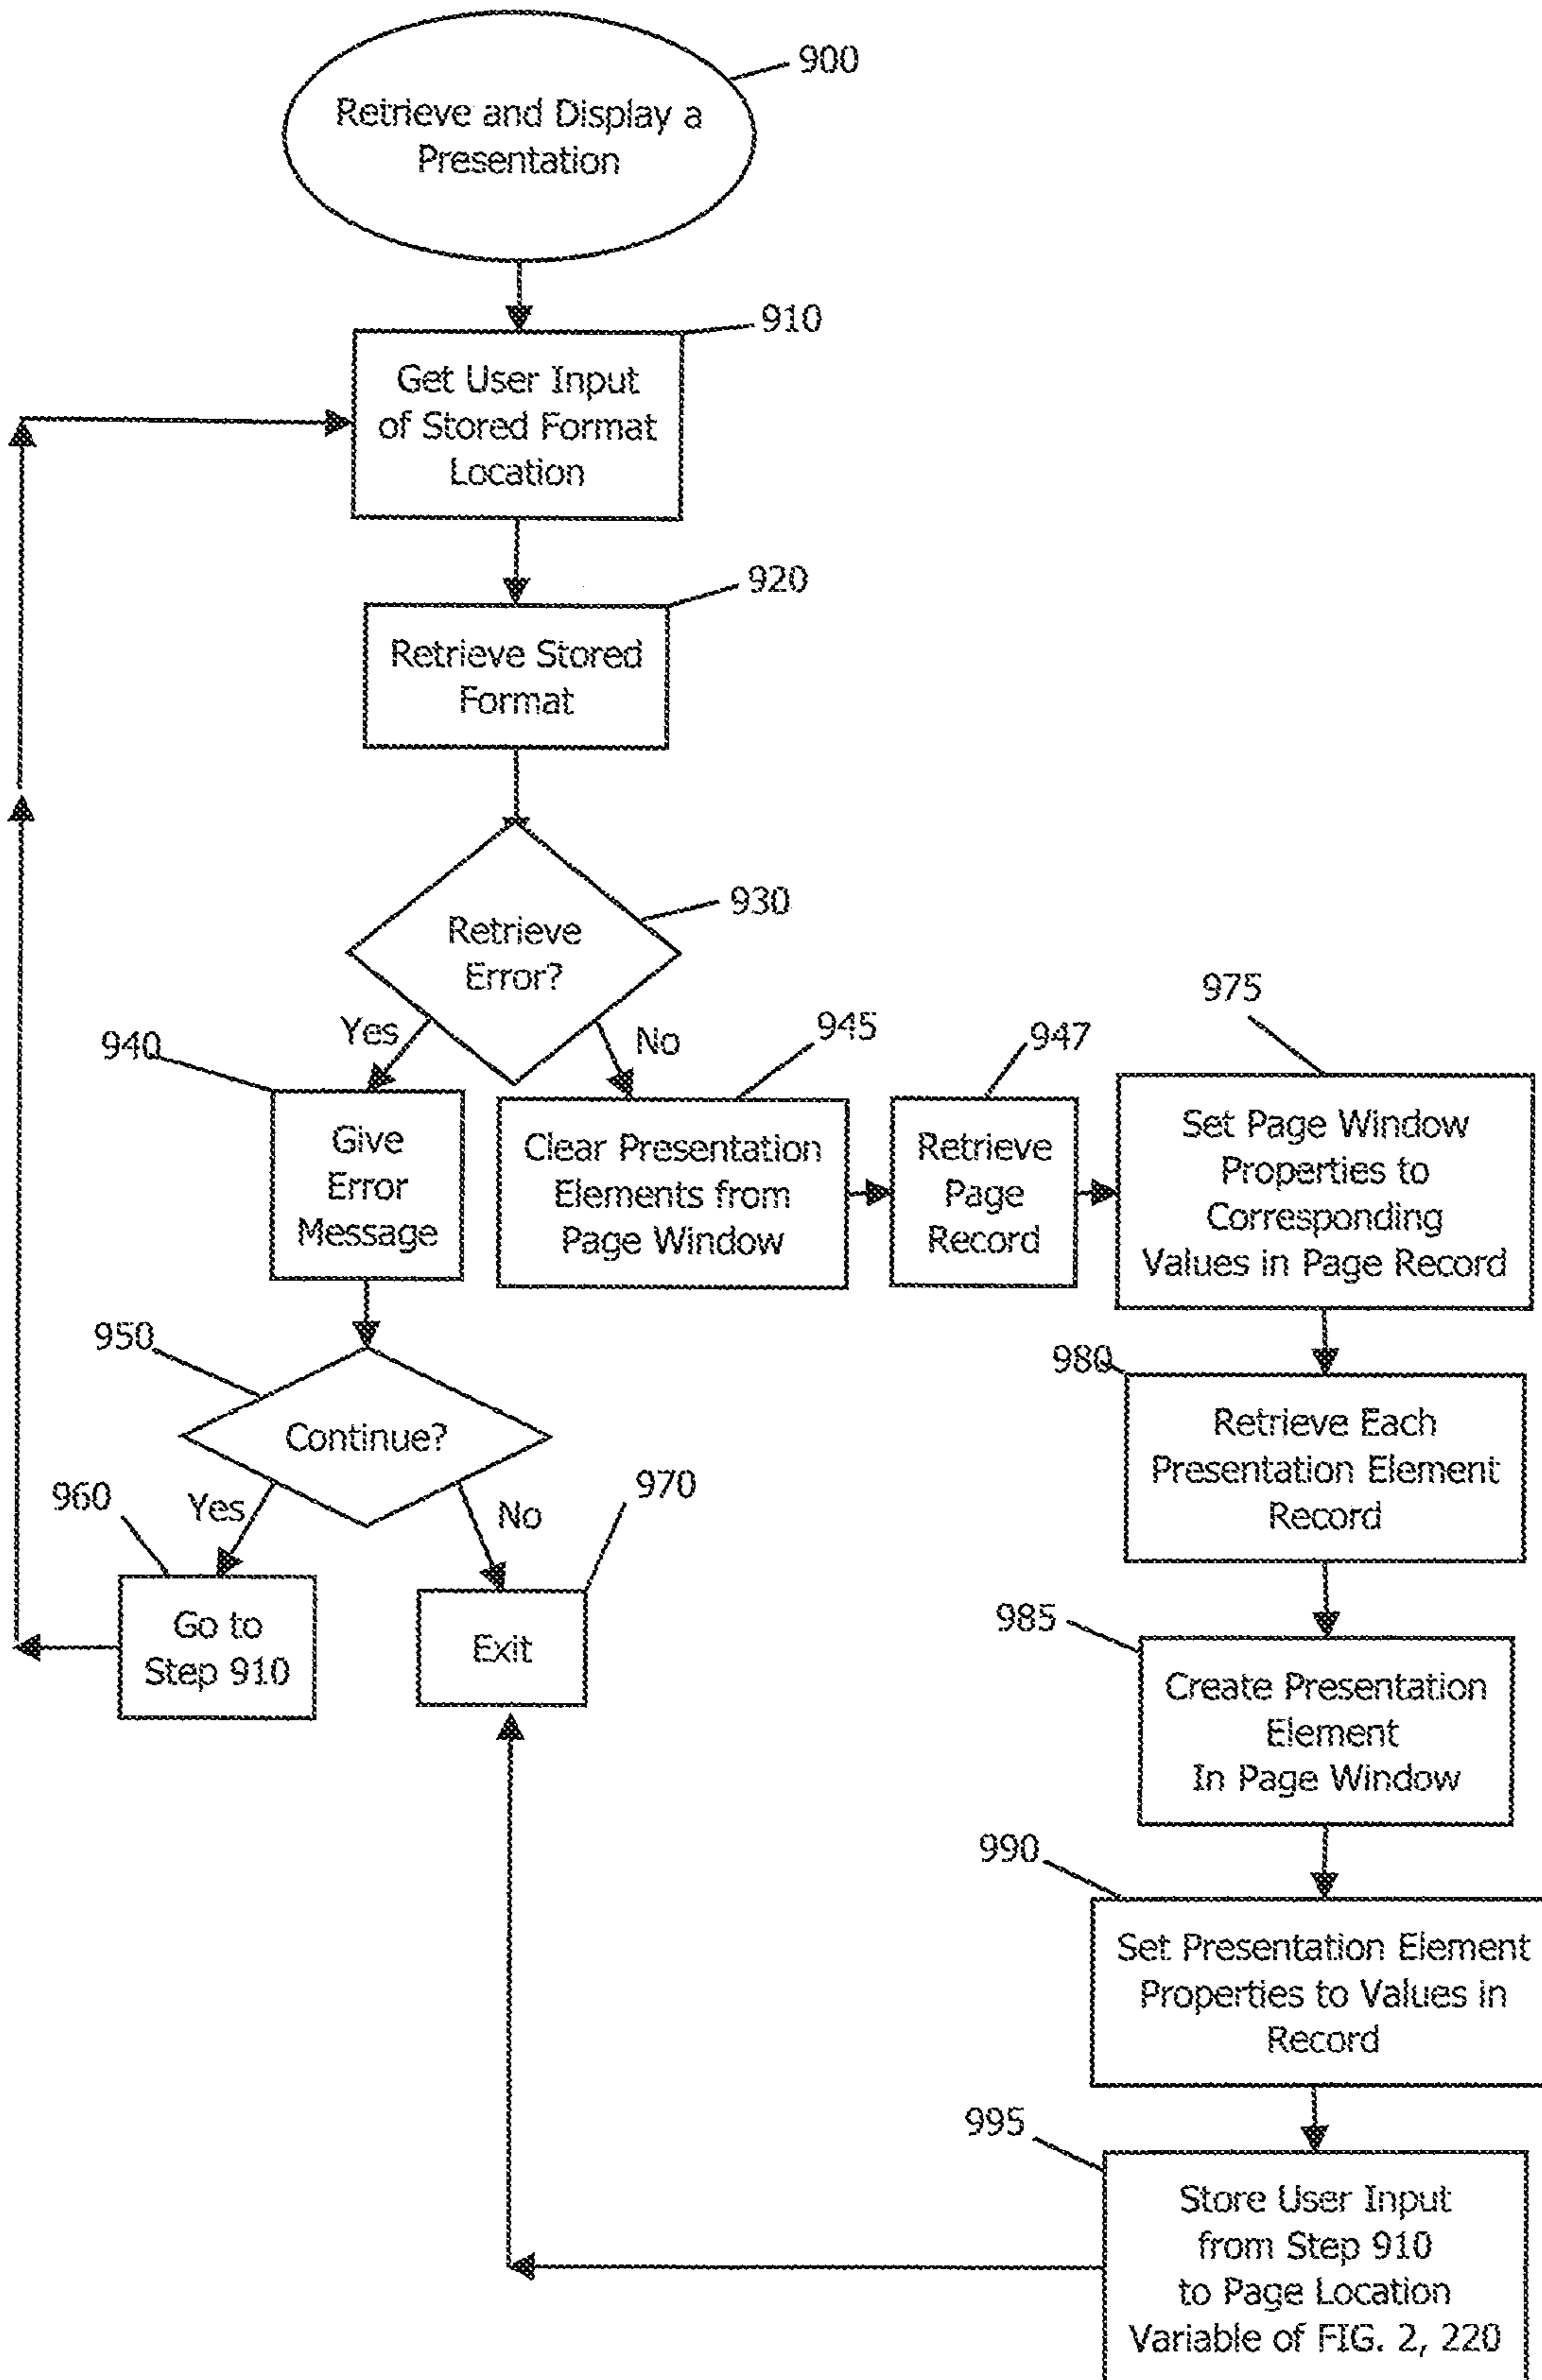 900
Retrieve and Display a
Presentation
910
Get User Input
of Stored Format
Location
920
Retrieve Stored
Format
930
Retrieve
Error?
Yes
No
940
Give
Error
Message
945
Clear Presentation
Elements from
Page Window
947
Retrieve
Page
Record
975
Set Page Window
Properties to
Corresponding
Values in Page Record
950
Continue?
Yes
No
960
Go to
Step 910
970
Exit
980
Retrieve Each
Presentation Element
Record
985
Create Presentation
Element
In Page Window
990
Set Presentation Element
Properties to Values in
Record
995
Store User Input
from Step 910
to Page Location
Variable of FIG. 2, 220